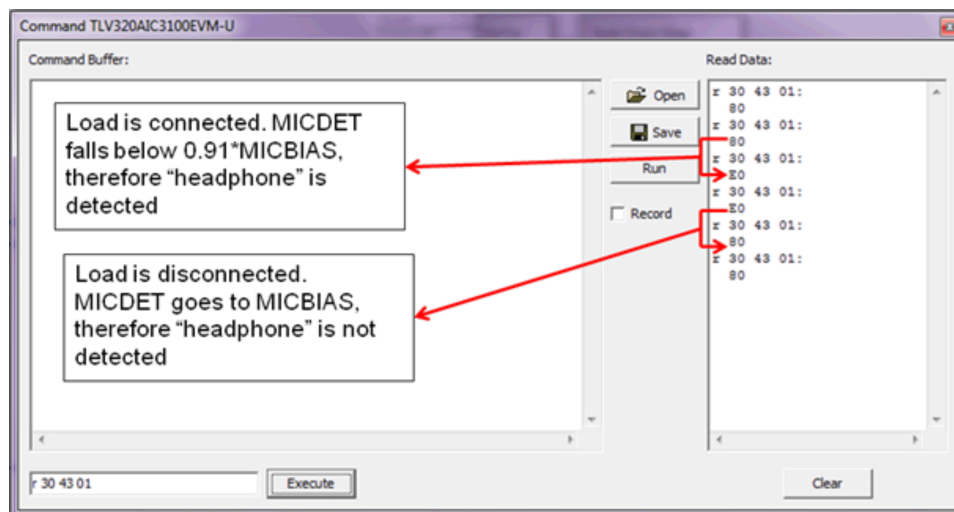 Command TLV320AIC3100EVM-U
Command Buffer:
Read Data:
Load is connected. MICDET
falls below 0.91*MICBIAS,
therefore “headphone” is
detected
Load is disconnected.
MICDET goes to MICBIAS,
therefore “headphone” is not
detected
Open
Save
Run
Record
r 30 43 01:
80
r 30 43 01:
80
r 30 43 01:
E0
r 30 43 01:
E0
r 30 43 01:
80
r 30 43 01:
80
r 30 43 01
Execute
Clear